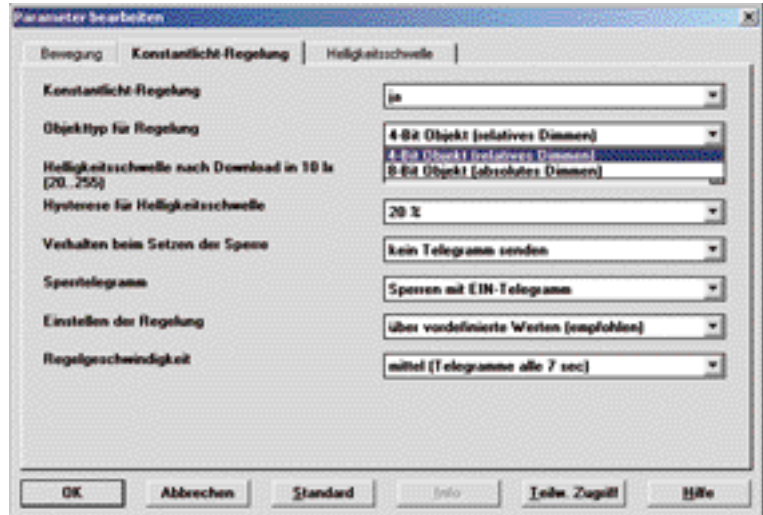 Parameter bearbeiten
Bewegung Konstantlicht-Regelung Helligkeitsschwelle
Konstantlicht-Regelung ja
Objekttyp für Regelung 4-Bit Objekt (relatives Dimmen)
4-Bit Objekt (relatives Dimmen)
8-Bit Objekt (absolutes Dimmen)
Helligkeitsschwelle nach Download in 10 lx
(20..255)
Hysterese für Helligkeitsschwelle 20 %
Verhalten beim Setzen der Sperre kein Telegramm senden
Sperrtelegramm Sperren mit EIN-Telegramm
Einstellen der Regelung über vordefinierte Werten (empfohlen)
Regelgeschwindigkeit mittel (Telegramme alle 7 sec)
OK Abbrechen Standard Info Teilw. Zugriff Hilfe